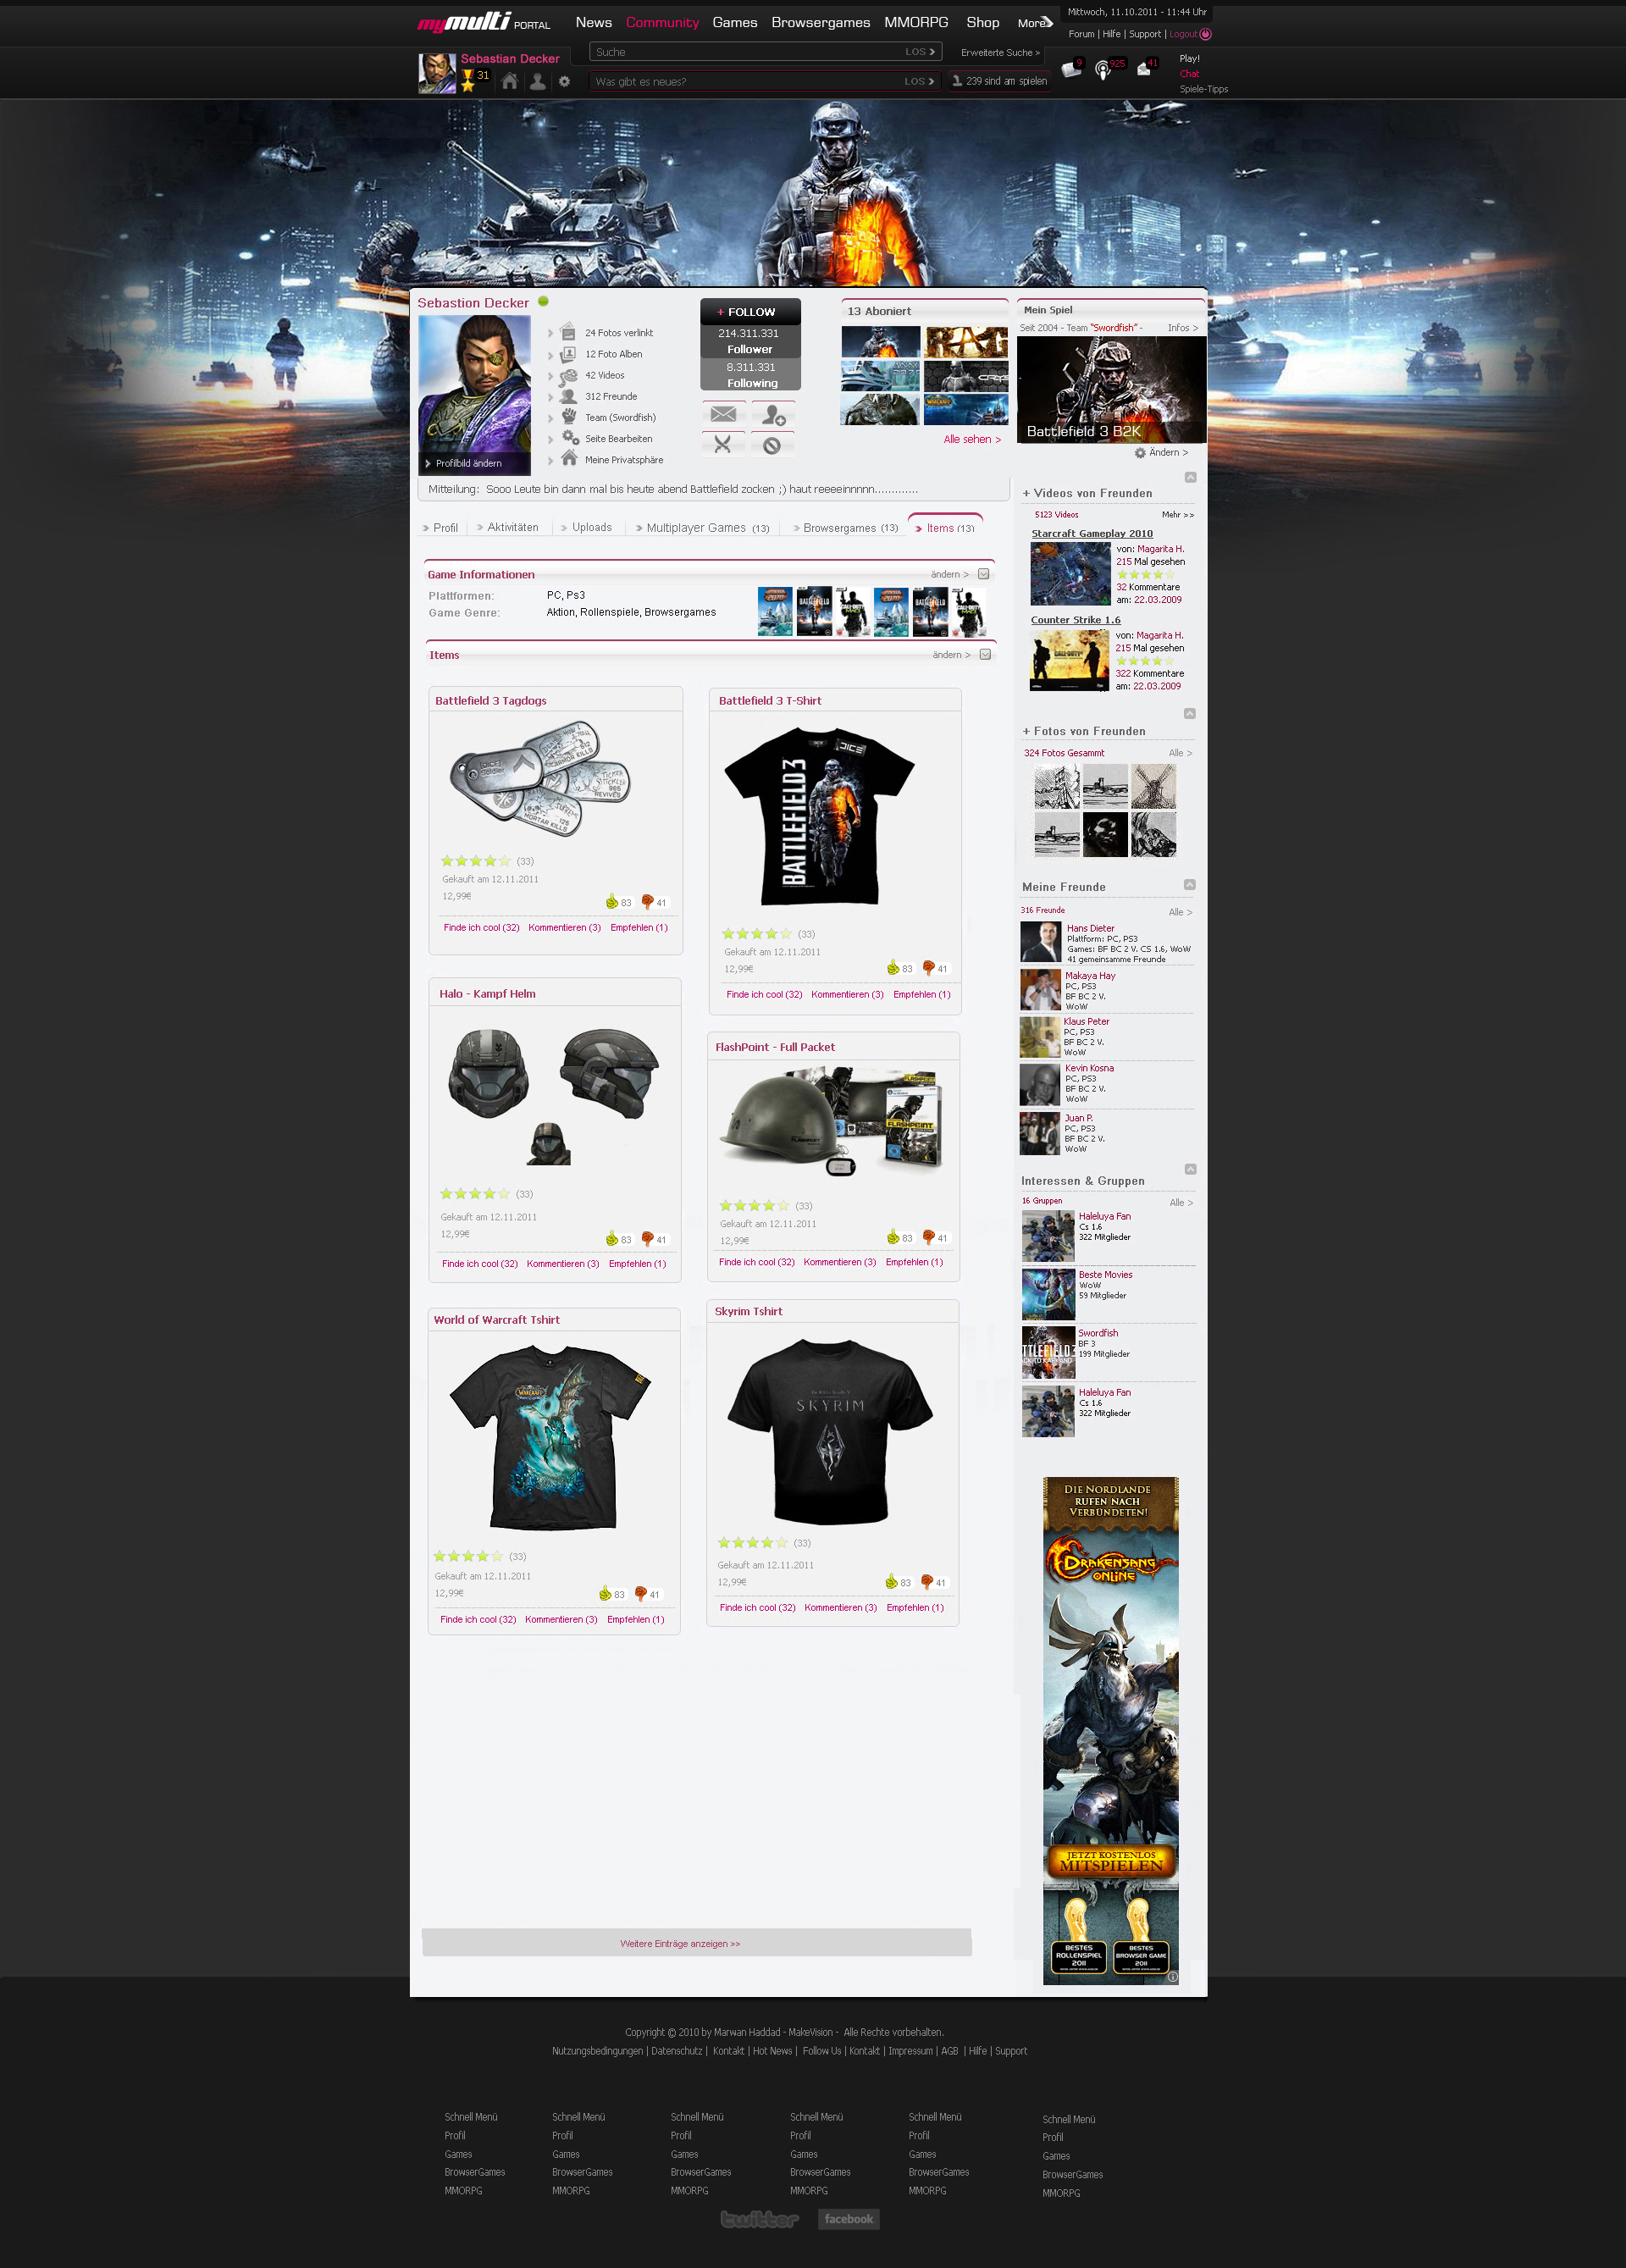 mymulti PORTAL
News Community Games Browsergames MMORPG Shop More
Mittwoch, 11.10.2011 - 11:44 Uhr
Forum | Hilfe | Support | Logout
Suche LOS
Erweiterte Suche »
Sebastian Decker
31
Was gibt es neues? LOS
239 sind am spielen
9
925
41
Play!
Chat
Spiele-Tipps
Sebastion Decker
Profilbild ändern
24 Fotos verlinkt
12 Foto Alben
42 Videos
312 Freunde
Team (Swordfish)
Seite Bearbeiten
Meine Privatsphäre
+ FOLLOW
214.311.331
Follower
8.311.331
Following
13 Aboniert
Alle sehen >
Mein Spiel
Seit 2004 - Team "Swordfish" - Infos >
Battlefield 3 B2K
Ändern >
Mitteilung: Sooo Leute bin dann mal bis heute abend Battlefield zocken ;) haut reeeeinnnnn.............
Profil
Aktivitäten
Uploads
Multiplayer Games (13)
Browsergames (13)
Items (13)
Game Informationen ändern >
Plattformen: PC, Ps3
Game Genre: Aktion, Rollenspiele, Browsergames
Items ändern >
Battlefield 3 Tagdogs
(33)
Gekauft am 12.11.2011
12,99€
83 41
Finde ich cool (32) Kommentieren (3) Empfehlen (1)
Battlefield 3 T-Shirt
DICE
BATTLEFIELD 3
(33)
Gekauft am 12.11.2011
12,99€
83 41
Finde ich cool (32) Kommentieren (3) Empfehlen (1)
Halo - Kampf Helm
(33)
Gekauft am 12.11.2011
12,99€
83 41
Finde ich cool (32) Kommentieren (3) Empfehlen (1)
FlashPoint - Full Packet
FLASHPOINT
(33)
Gekauft am 12.11.2011
12,99€
83 41
Finde ich cool (32) Kommentieren (3) Empfehlen (1)
World of Warcraft Tshirt
WARCRAFT
(33)
Gekauft am 12.11.2011
12,99€
83 41
Finde ich cool (32) Kommentieren (3) Empfehlen (1)
Skyrim Tshirt
SKYRIM
(33)
Gekauft am 12.11.2011
12,99€
83 41
Finde ich cool (32) Kommentieren (3) Empfehlen (1)
Weitere Einträge anzeigen >>
+ Videos von Freunden
5123 Videos Mehr >>
Starcraft Gameplay 2010
von: Magarita H.
215 Mal gesehen
32 Kommentare
am: 22.03.2009
Counter Strike 1.6
von: Magarita H.
215 Mal gesehen
322 Kommentare
am: 22.03.2009
+ Fotos von Freunden
324 Fotos Gesammt Alle >
Meine Freunde
316 Freunde Alle >
Hans Dieter
Plattform: PC, PS3
Games: BF BC 2 V. CS 1.6, WoW
41 gemeinsamme Freunde
Makaya Hay
PC, PS3
BF BC 2 V.
WoW
Klaus Peter
PC, PS3
BF BC 2 V.
WoW
Kevin Kosna
PC, PS3
BF BC 2 V.
WoW
Juan P.
PC, PS3
BF BC 2 V.
WoW
Interessen & Gruppen
16 Gruppen Alle >
Haleluya Fan
Cs 1.6
322 Mitglieder
Beste Movies
WoW
59 Mitglieder
Swordfish
BF 3
199 Mitglieder
Haleluya Fan
Cs 1.6
322 Mitglieder
Die Nordlande
rufen nach
Verbündeten!
DRAKENSANG
ONLINE
JETZT KOSTENLOS
MITSPIELEN
BESTES
ROLLENSPIEL
2011
BESTES
BROWSER GAME
2011
Copyright © 2010 by Marwan Haddad - MakeVision - Alle Rechte vorbehalten.
Nutzungsbedingungen | Datenschutz | Kontakt | Hot News | Follow Us | Kontakt | Impressum | AGB | Hilfe | Support
Schnell Menü Schnell Menü Schnell Menü Schnell Menü Schnell Menü Schnell Menü
Profil Profil Profil Profil Profil Profil
Games Games Games Games Games Games
BrowserGames BrowserGames BrowserGames BrowserGames BrowserGames BrowserGames
MMORPG MMORPG MMORPG MMORPG MMORPG MMORPG
twitter facebook